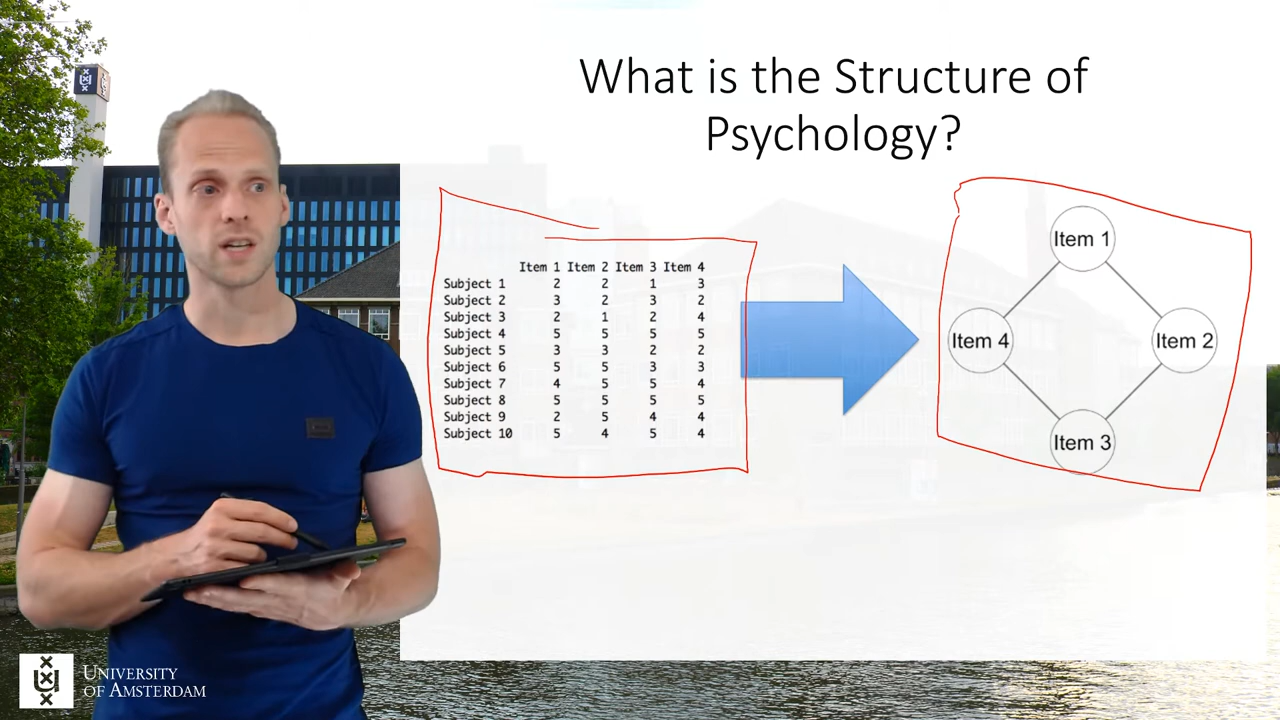 What is the Structure of
Psychology?
Item 1 Item 2 Item 3 Item 4
Subject 1 2 2 1 3
Subject 2 3 2 3 2
Subject 3 2 1 2 4
Subject 4 5 5 5 5
Subject 5 3 3 2 2
Subject 6 5 5 3 3
Subject 7 4 5 5 4
Subject 8 5 5 5 5
Subject 9 2 5 4 4
Subject 10 5 4 5 4
Item 1
Item 4
Item 2
Item 3
UNIVERSITY
OF AMSTERDAM